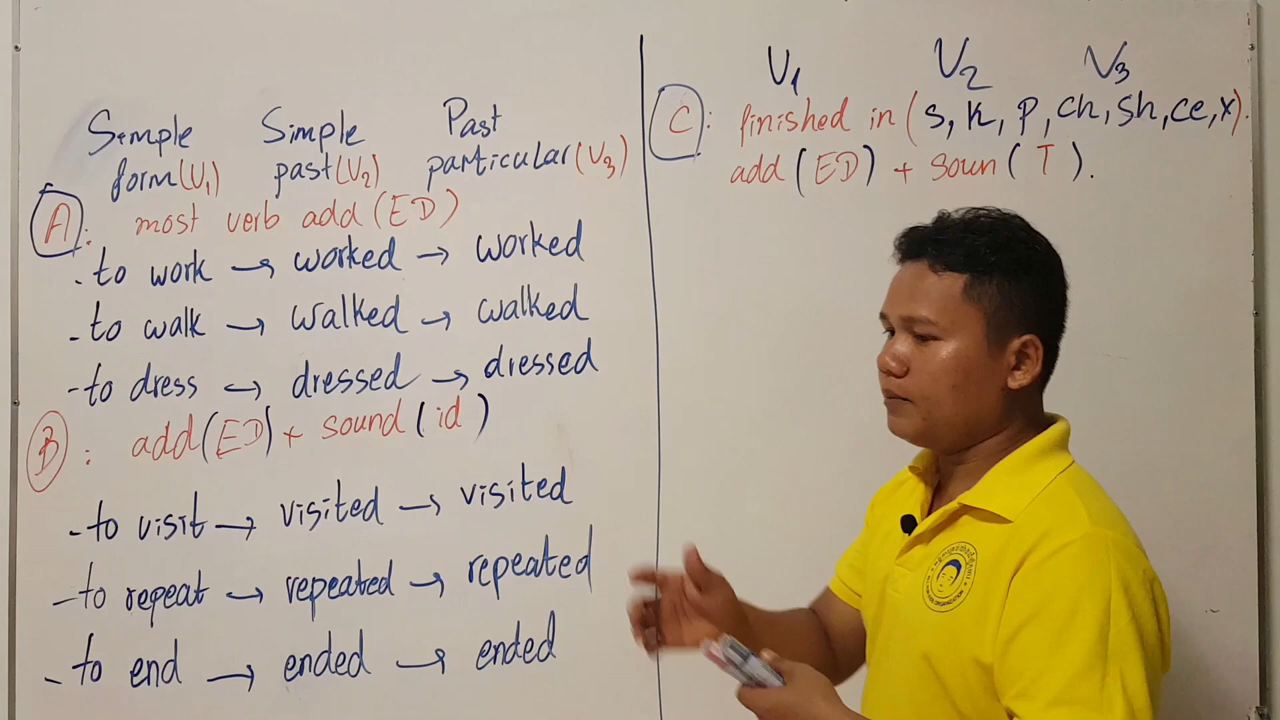 Simple Simple Past
form(V1) past(V2) particular(V3)
A: most verb add(ED)
- to work → worked → worked
- to walk → walked → walked
- to dress → dressed → dressed
B: add(ED)+ sound (id)
- to visit → visited → visited
- to repeat → repeated → repeated
- to end → ended → ended
V1 V2 V3
C: finished in (s, k, p, ch, sh, ce, x).
add (ED) + soun (T).